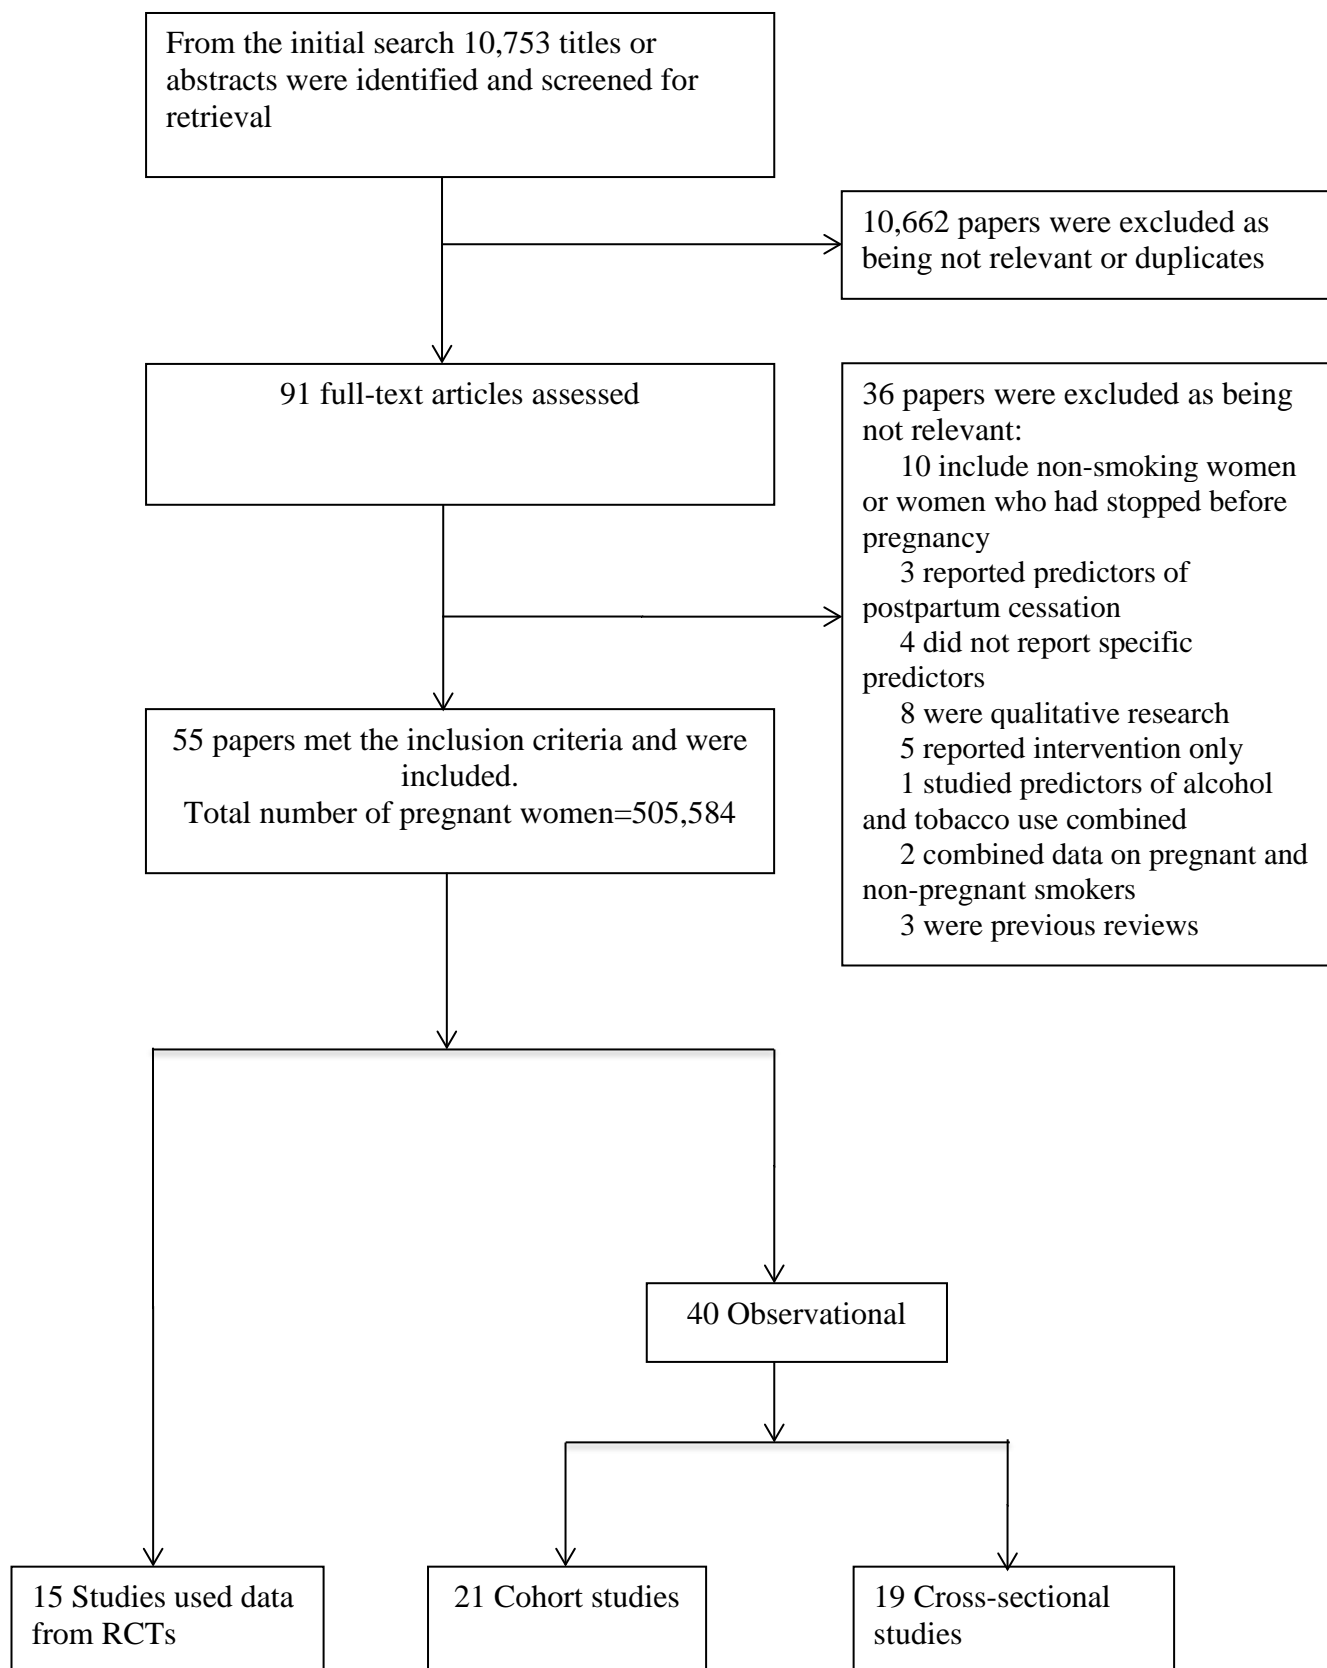 From the initial search 10,753 titles or
abstracts were identified and screened for
retrieval
10,662 papers were excluded as
being not relevant or duplicates
91 full-text articles assessed
36 papers were excluded as being
not relevant:
10 include non-smoking women
or women who had stopped before
pregnancy
3 reported predictors of
postpartum cessation
4 did not report specific
predictors
8 were qualitative research
5 reported intervention only
1 studied predictors of alcohol
and tobacco use combined
2 combined data on pregnant and
non-pregnant smokers
3 were previous reviews
55 papers met the inclusion criteria and were
included.
Total number of pregnant women=505,584
40 Observational
15 Studies used data
from RCTs
21 Cohort studies
19 Cross-sectional
studies